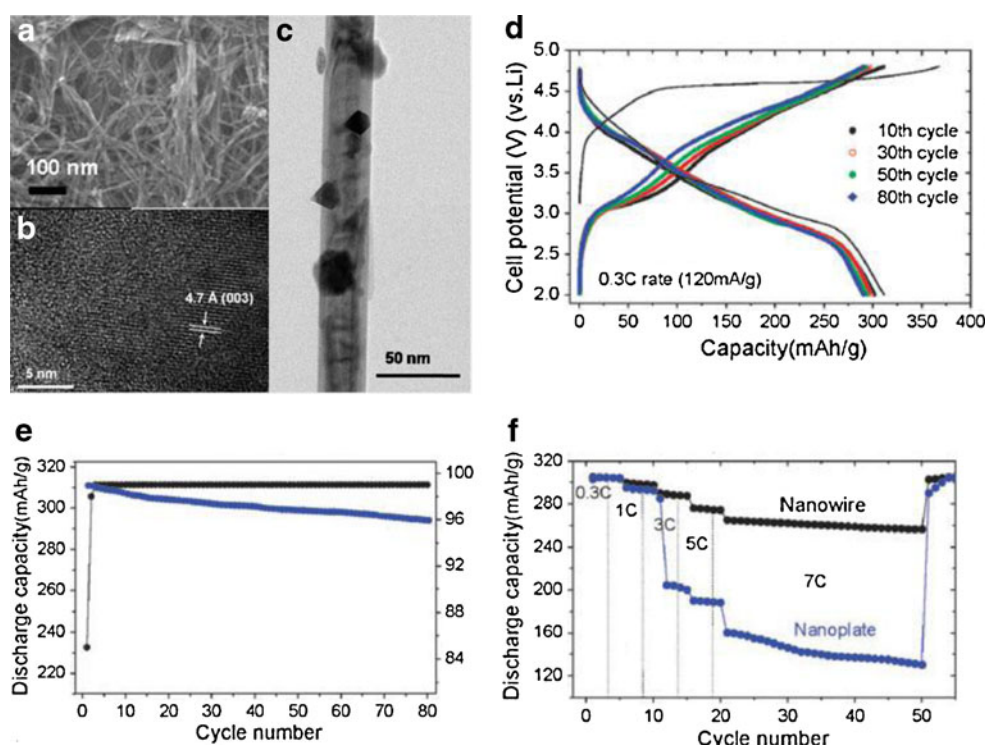 a
100 nm
b
4.7 Å (003)
5 nm
c
50 nm
d
Cell potential (V) (vs.Li)
5.0
4.5
4.0
3.5
3.0
2.5
2.0
10th cycle
30th cycle
50th cycle
80th cycle
0.3C rate (120mA/g)
0 50 100 150 200 250 300 350 400
Capacity(mAh/g)
e
Discharge capacity(mAh/g)
320
310
300
290
280
270
260
250
240
230
220
100
96
92
88
84
0 10 20 30 40 50 60 70 80
Cycle number
f
Discharge capacity(mAh/g)
320
280
240
200
160
120
0.3C
1C
3C
5C
Nanowire
7C
Nanoplate
0 10 20 30 40 50
Cycle number